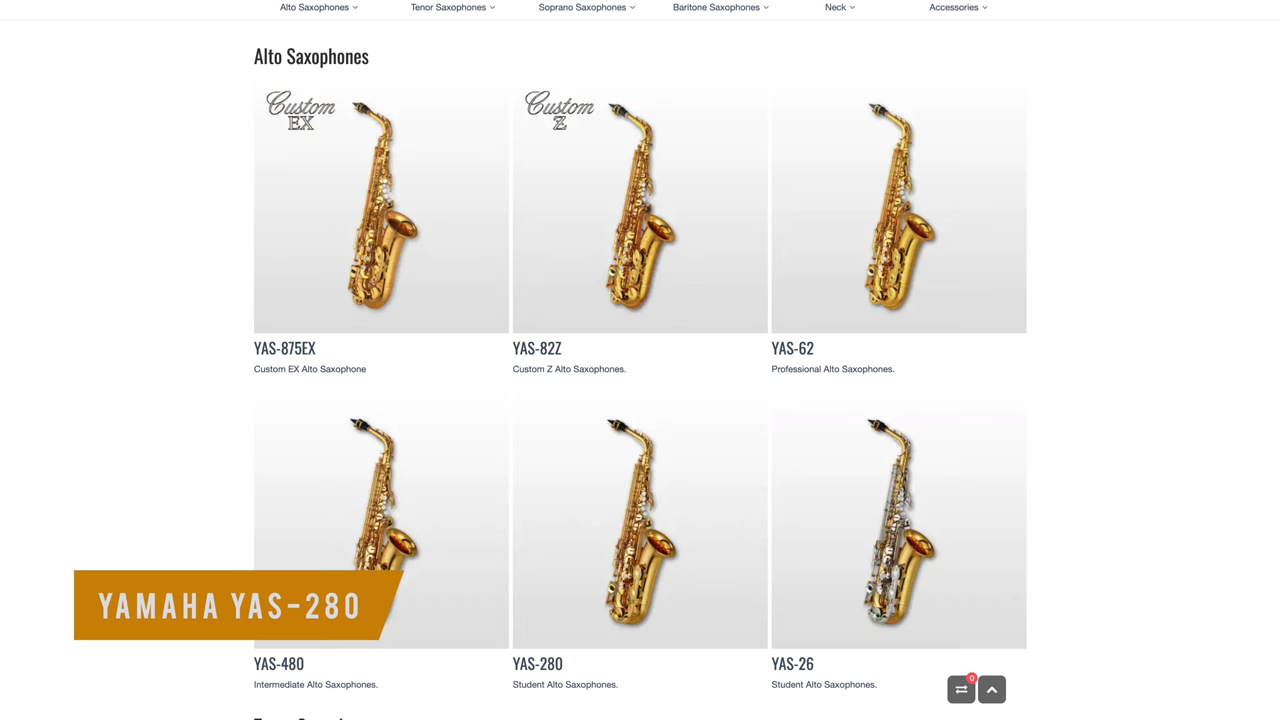 Alto Saxophones
Tenor Saxophones
Soprano Saxophones
Baritone Saxophones
Neck
Accessories
Alto Saxophones
Custom
EX
Custom
Z
YAS-875EX
YAS-82Z
YAS-62
Custom EX Alto Saxophone
Custom Z Alto Saxophones.
Professional Alto Saxophones.
YAMAHA YAS-280
YAS-480
YAS-280
YAS-26
Intermediate Alto Saxophones.
Student Alto Saxophones.
Student Alto Saxophones.
0